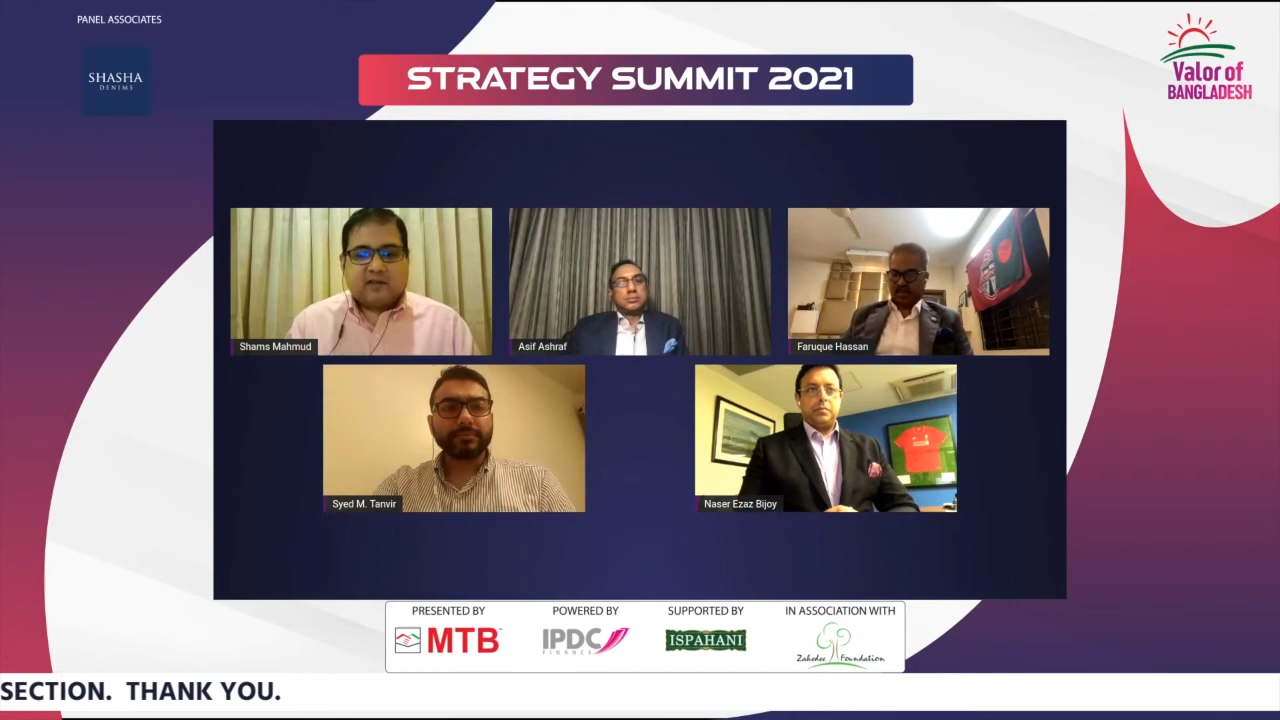 PANEL ASSOCIATES
SHASHA
DENIMS
STRATEGY SUMMIT 2021
Valor of
BANGLADESH
Shams Mahmud
Asif Ashraf
Faruque Hassan
Syed M. Tanvir
Naser Ezaz Bijoy
PRESENTED BY
MTB
POWERED BY
IPDC
FINANCE
SUPPORTED BY
ISPAHANI
IN ASSOCIATION WITH
Zahedee Foundation
SECTION. THANK YOU.